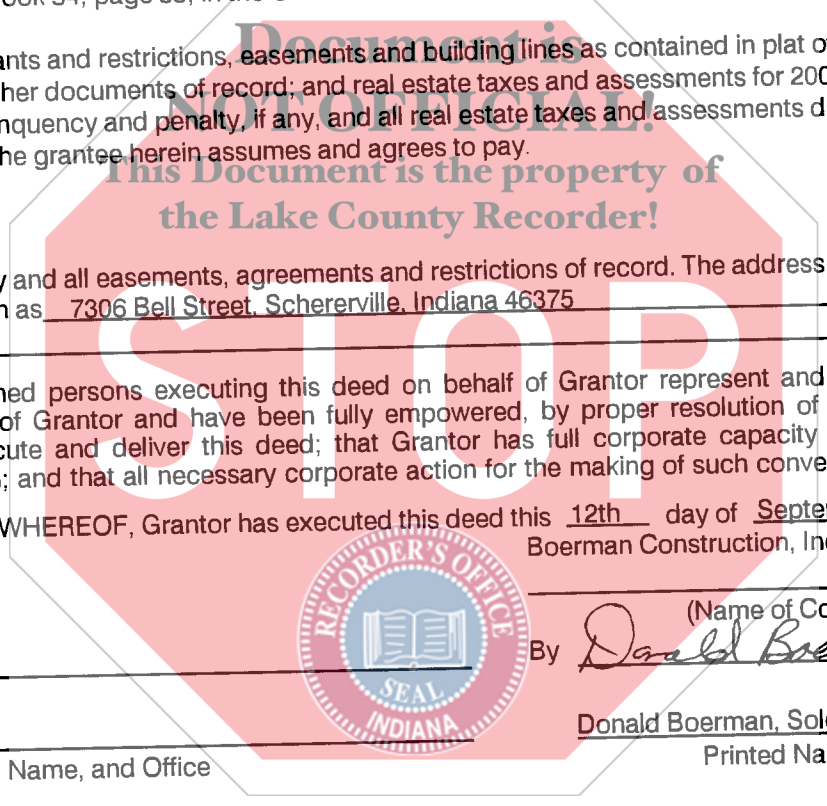 ants and restrictions, easements and building lines as contained in plat o
her documents of record; and real estate taxes and assessments for 200
nquency and penalty, if any, and all real estate taxes and assessments d
he grantee herein assumes and agrees to pay.
Document is
NOT OFFICIAL!
This Document is the property of
the Lake County Recorder!
y and all easements, agreements and restrictions of record. The address
n as 7306 Bell Street, Schererville, Indiana 46375
STOP
ned persons executing this deed on behalf of Grantor represent and
of Grantor and have been fully empowered, by proper resolution of
cute and deliver this deed; that Grantor has full corporate capacity
; and that all necessary corporate action for the making of such conve
WHEREOF, Grantor has executed this deed this 12th day of Septe
Boerman Construction, In
(Name of Co
RECORDER'S OFFICE
SEAL
INDIANA
By Donald Boe
Donald Boerman, Sol
Printed Na
Name, and Office